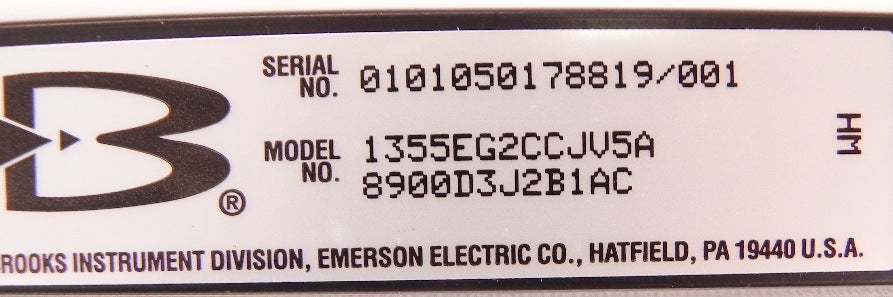 SERIAL NO. 0101050178819/001
MODEL NO. 1355EG2CCJV5A
8900D3J2B1AC
HM
B®
ROOKS INSTRUMENT DIVISION, EMERSON ELECTRIC CO., HATFIELD, PA 19440 U.S.A.